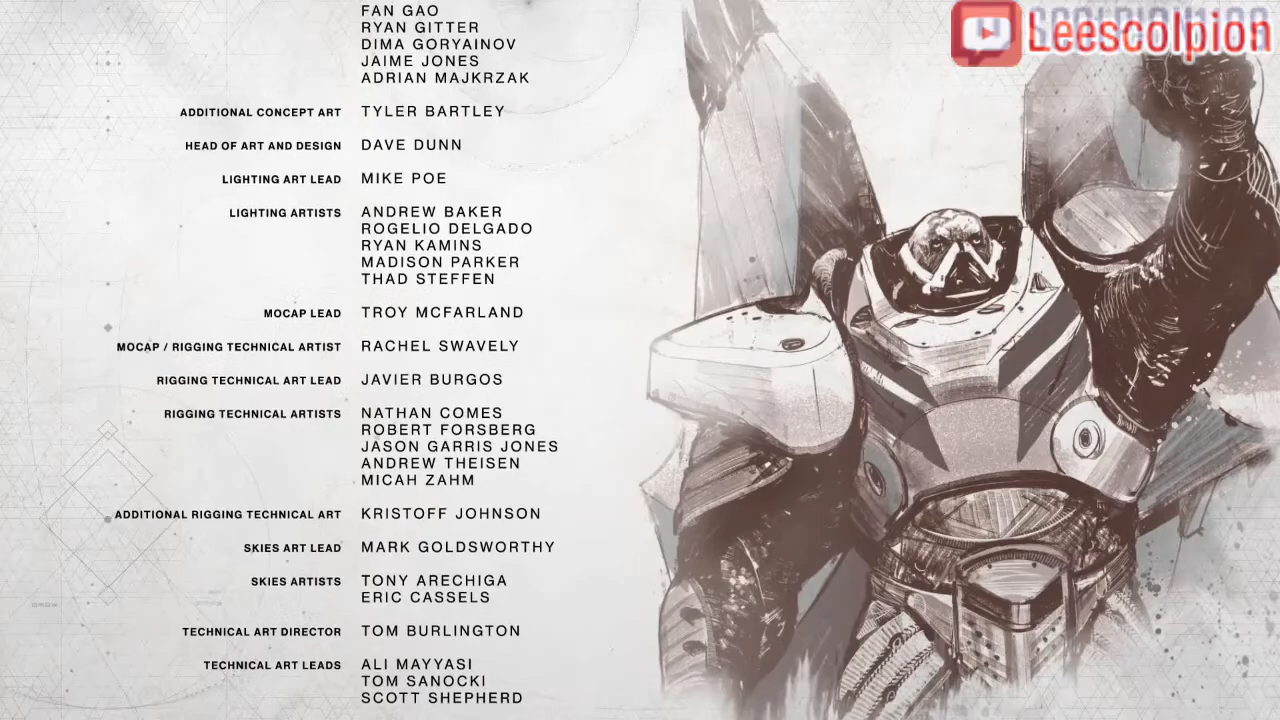 FAN GAO
RYAN GITTER
DIMA GORYAINOV
JAIME JONES
ADRIAN MAJKRZAK
ADDITIONAL CONCEPT ART TYLER BARTLEY
HEAD OF ART AND DESIGN DAVE DUNN
LIGHTING ART LEAD MIKE POE
LIGHTING ARTISTS ANDREW BAKER
ROGELIO DELGADO
RYAN KAMINS
MADISON PARKER
THAD STEFFEN
MOCAP LEAD TROY MCFARLAND
MOCAP / RIGGING TECHNICAL ARTIST RACHEL SWAVELY
RIGGING TECHNICAL ART LEAD JAVIER BURGOS
RIGGING TECHNICAL ARTISTS NATHAN COMES
ROBERT FORSBERG
JASON GARRIS JONES
ANDREW THEISEN
MICAH ZAHM
ADDITIONAL RIGGING TECHNICAL ART KRISTOFF JOHNSON
SKIES ART LEAD MARK GOLDSWORTHY
SKIES ARTISTS TONY ARECHIGA
ERIC CASSELS
TECHNICAL ART DIRECTOR TOM BURLINGTON
TECHNICAL ART LEADS ALI MAYYASI
TOM SANOCKI
SCOTT SHEPHERD
Leescolpion